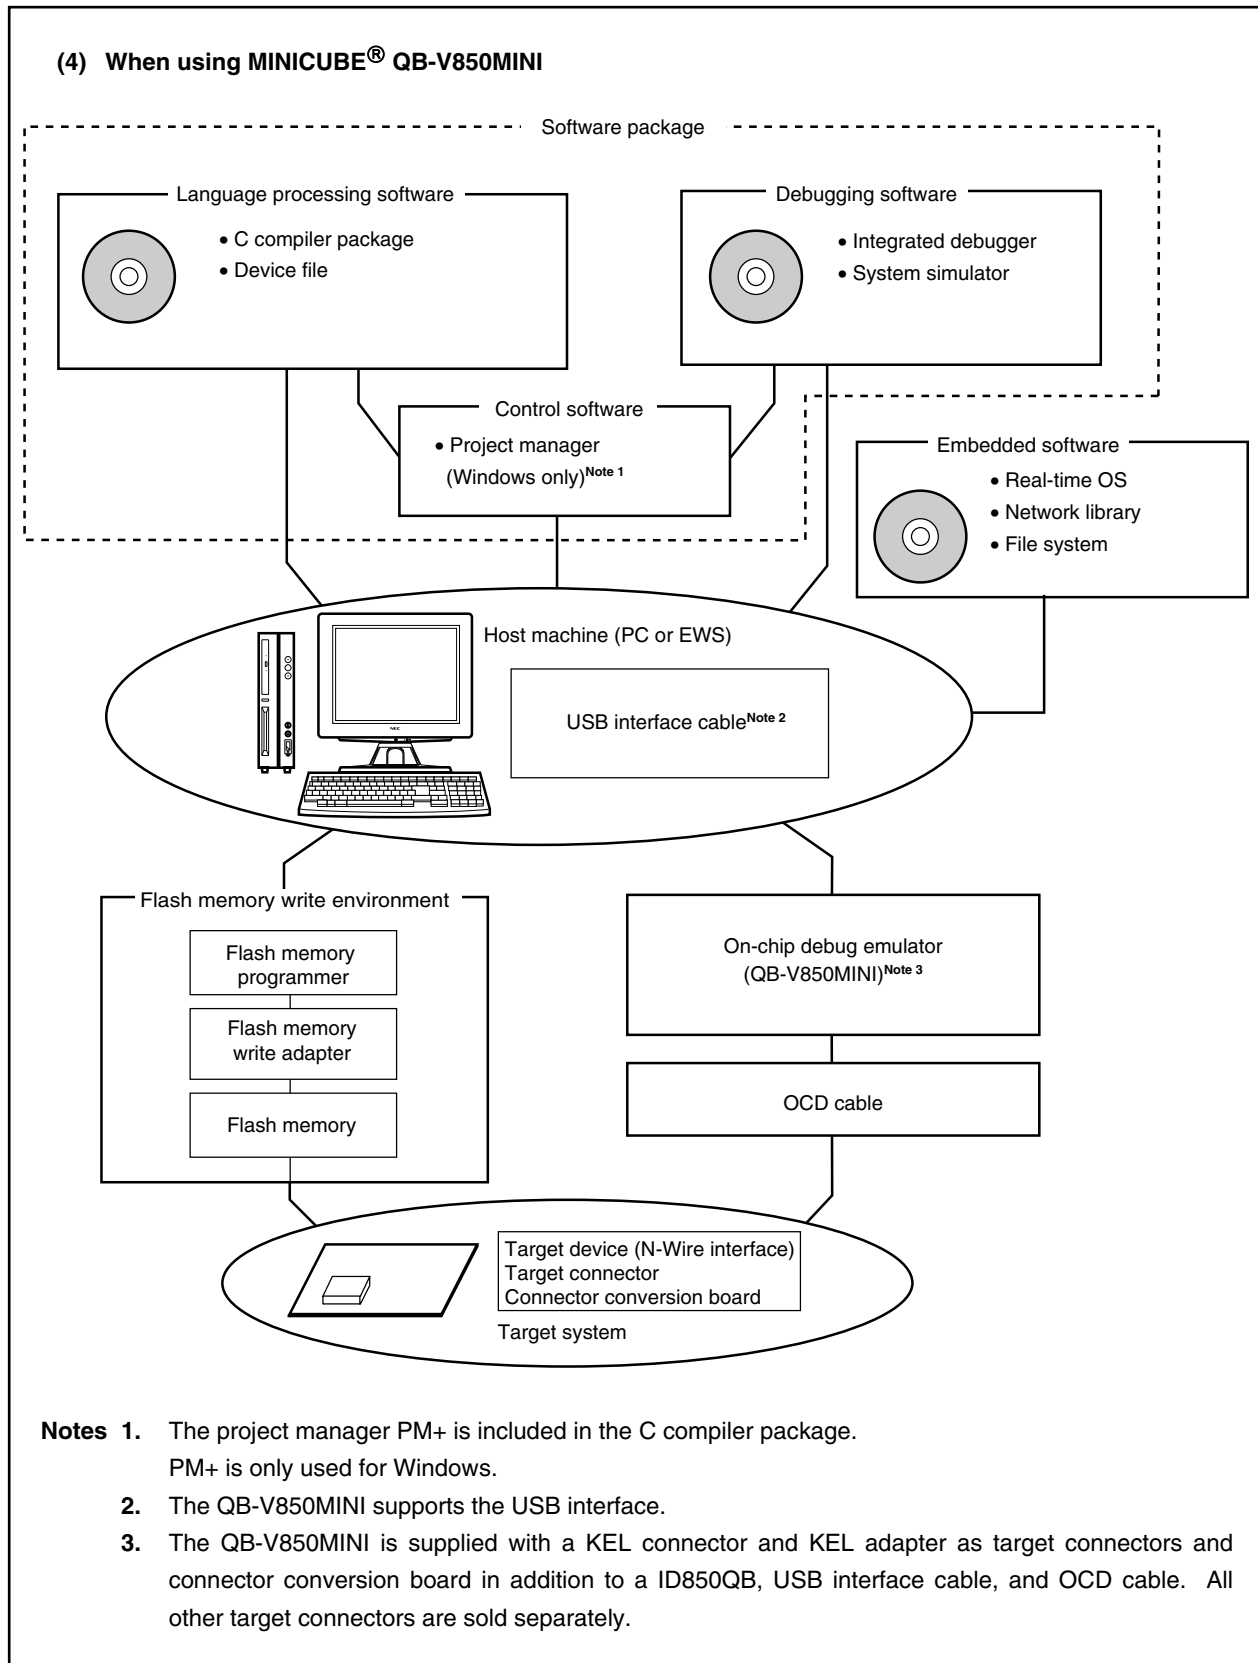 (4) When using MINICUBE® QB-V850MINI
Software package
Language processing software
• C compiler package
• Device file
Debugging software
• Integrated debugger
• System simulator
Control software
• Project manager
(Windows only)Note 1
Embedded software
• Real-time OS
• Network library
• File system
Host machine (PC or EWS)
USB interface cableNote 2
NEC
Flash memory write environment
Flash memory
programmer
Flash memory
write adapter
Flash memory
On-chip debug emulator
(QB-V850MINI)Note 3
OCD cable
Target device (N-Wire interface)
Target connector
Connector conversion board
Target system
Notes 1. The project manager PM+ is included in the C compiler package.
PM+ is only used for Windows.
2. The QB-V850MINI supports the USB interface.
3. The QB-V850MINI is supplied with a KEL connector and KEL adapter as target connectors and
connector conversion board in addition to a ID850QB, USB interface cable, and OCD cable. All
other target connectors are sold separately.